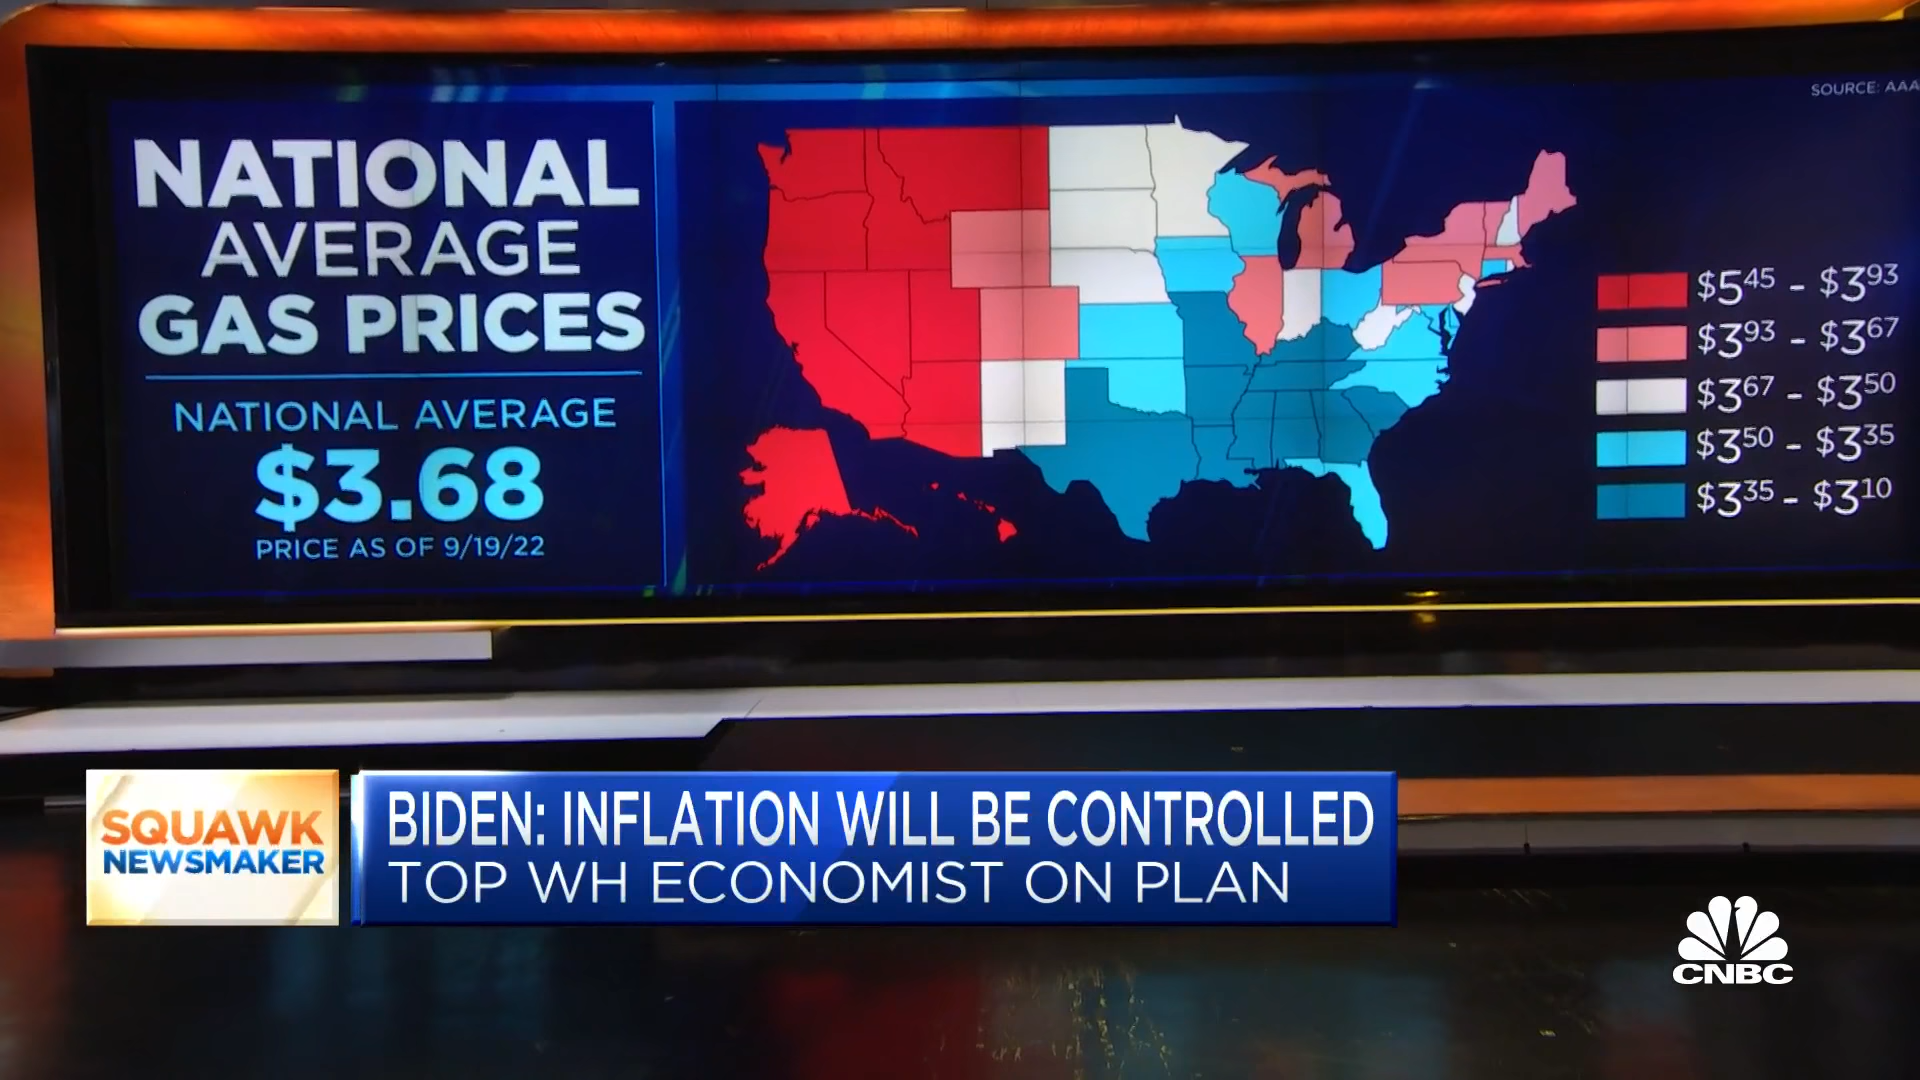 SOURCE: AAA
NATIONAL
AVERAGE
GAS PRICES
NATIONAL AVERAGE
$3.68
PRICE AS OF 9/19/22
$5⁴⁵ - $3⁹³
$3⁹³ - $3⁶⁷
$3⁶⁷ - $3⁵⁰
$3⁵⁰ - $3³⁵
$3³⁵ - $3¹⁰
SQUAWK
NEWSMAKER
BIDEN: INFLATION WILL BE CONTROLLED
TOP WH ECONOMIST ON PLAN
CNBC